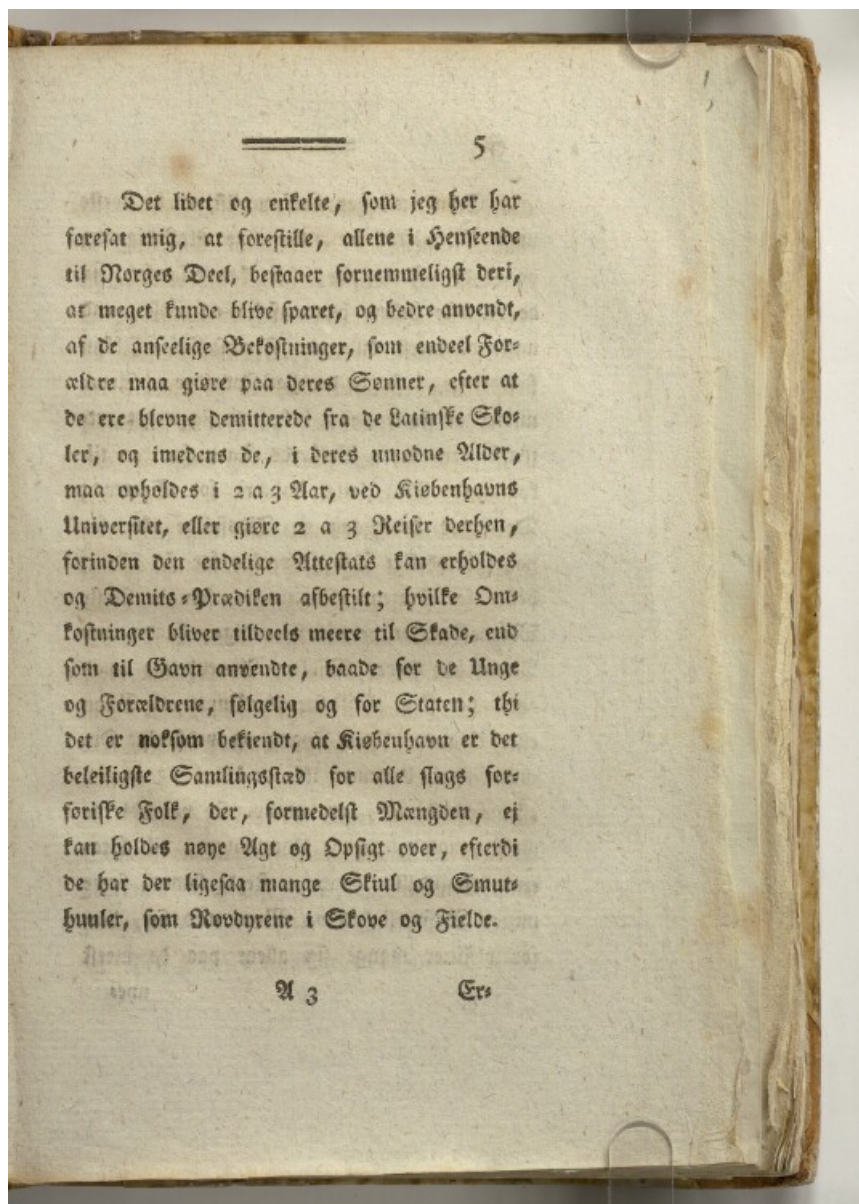 5
Det lidet og enkelte, som jeg her har
foresat mig, at forestille, allene i Henseende
til Norges Deel, bestaaer fornemmeligst deri,
at meget kunde blive sparet, og bedre anvendt,
af de anseelige Bekostninger, som endeel For-
ældre maa giøre paa deres Sønner, efter at
de ere blevne demitterede fra de Latinske Sko-
ler, og imedens de, i deres umodne Alder,
maa opholdes i 2 a 3 Aar, ved Kiøbenhavns
Universitet, eller giøre 2 a 3 Reiser derhen,
forinden den endelige Attestats kan erholdes
og Demits-Prædiken afbestilt; hvilke Om-
kostninger bliver tildeels meere til Skade, end
som til Gavn anvendte, baade for de Unge
og Forældrene, følgelig og for Staten; thi
det er noksom bekiendt, at Kiøbenhavn er det
beleiligste Samlingsstæd for alle slags for-
føriske Folk, der, formedelst Mængden, ej
kan holdes nøye Agt og Opsigt over, efterdi
de har der ligesaa mange Skiul og Smut-
huuler, som Rovdyrene i Skove og Fielde.
A 3 Er-